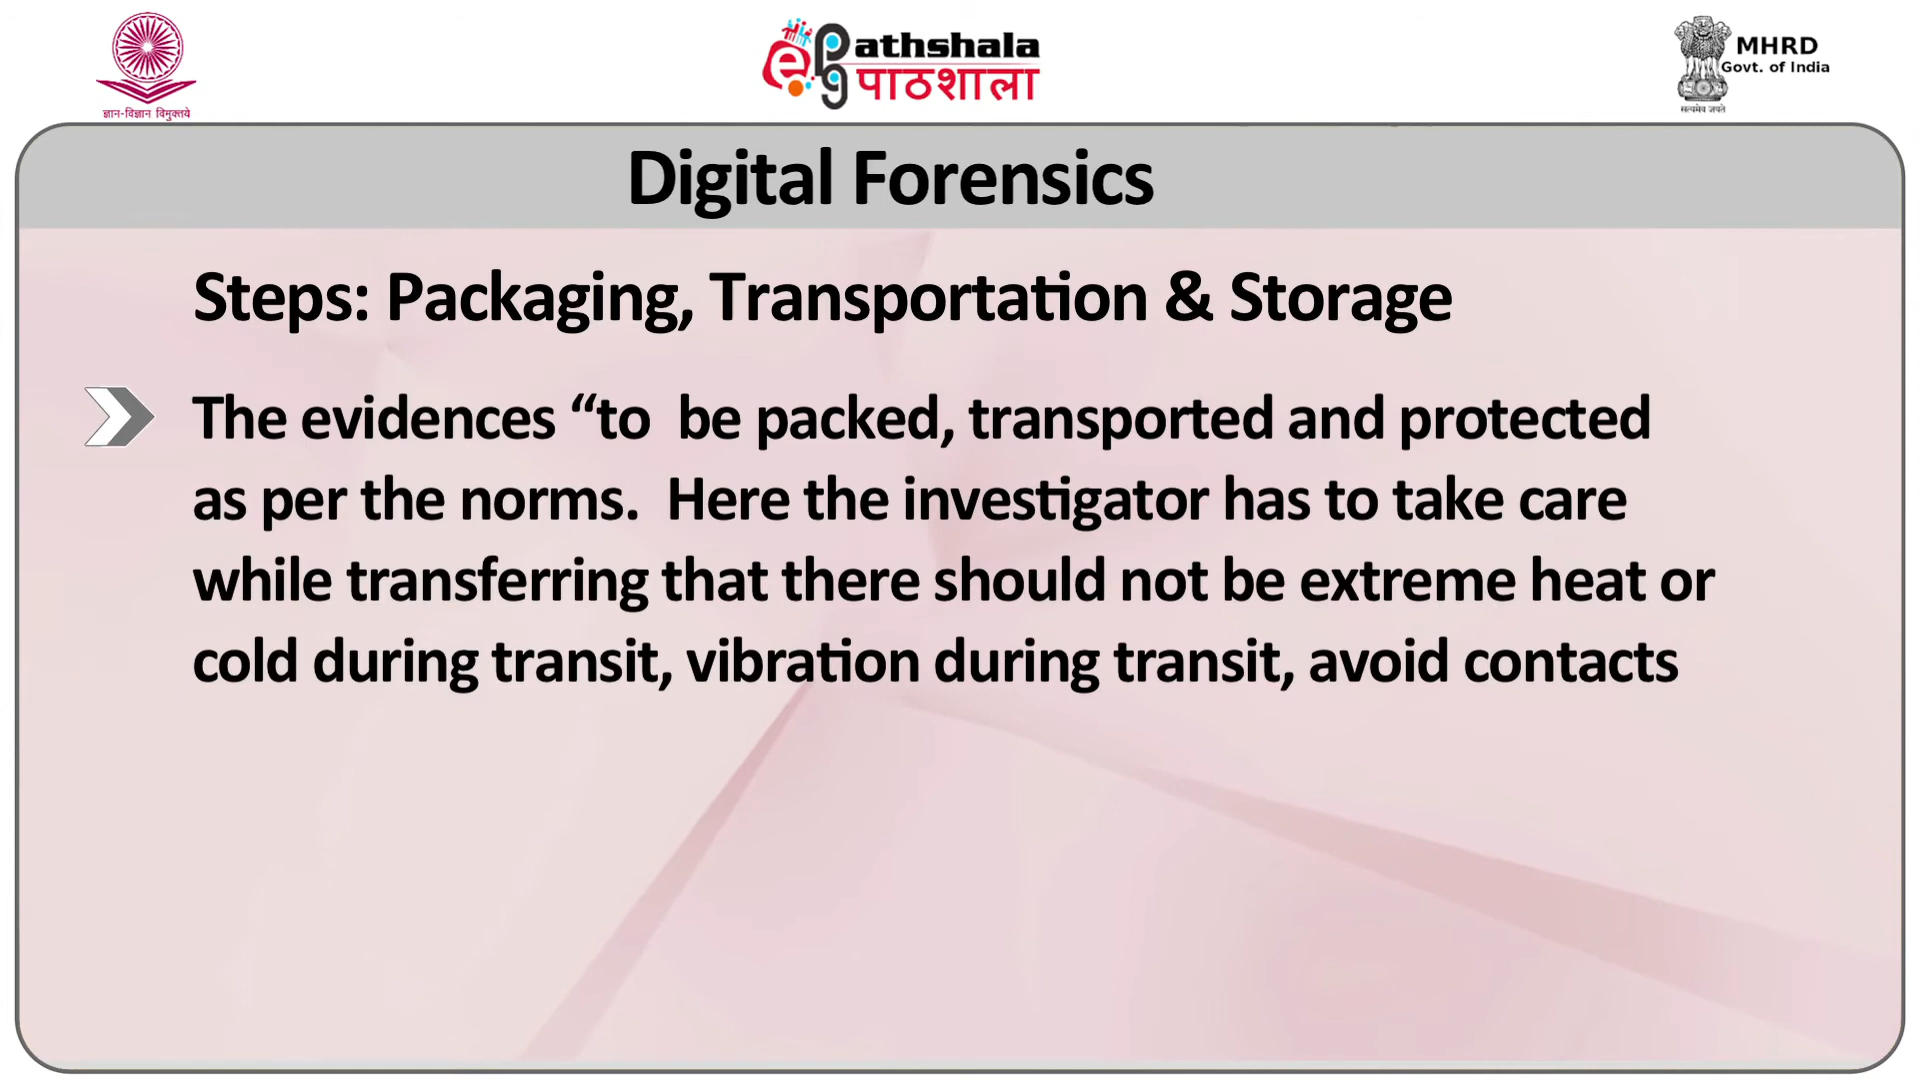 ज्ञान-विज्ञान विमुक्तये
ePG athshala
पाठशाला
MHRD
Govt. of India
सत्यमेव जयते
Digital Forensics
Steps: Packaging, Transportation & Storage
The evidences “to  be packed, transported and protected
as per the norms.  Here the investigator has to take care
while transferring that there should not be extreme heat or
cold during transit, vibration during transit, avoid contacts